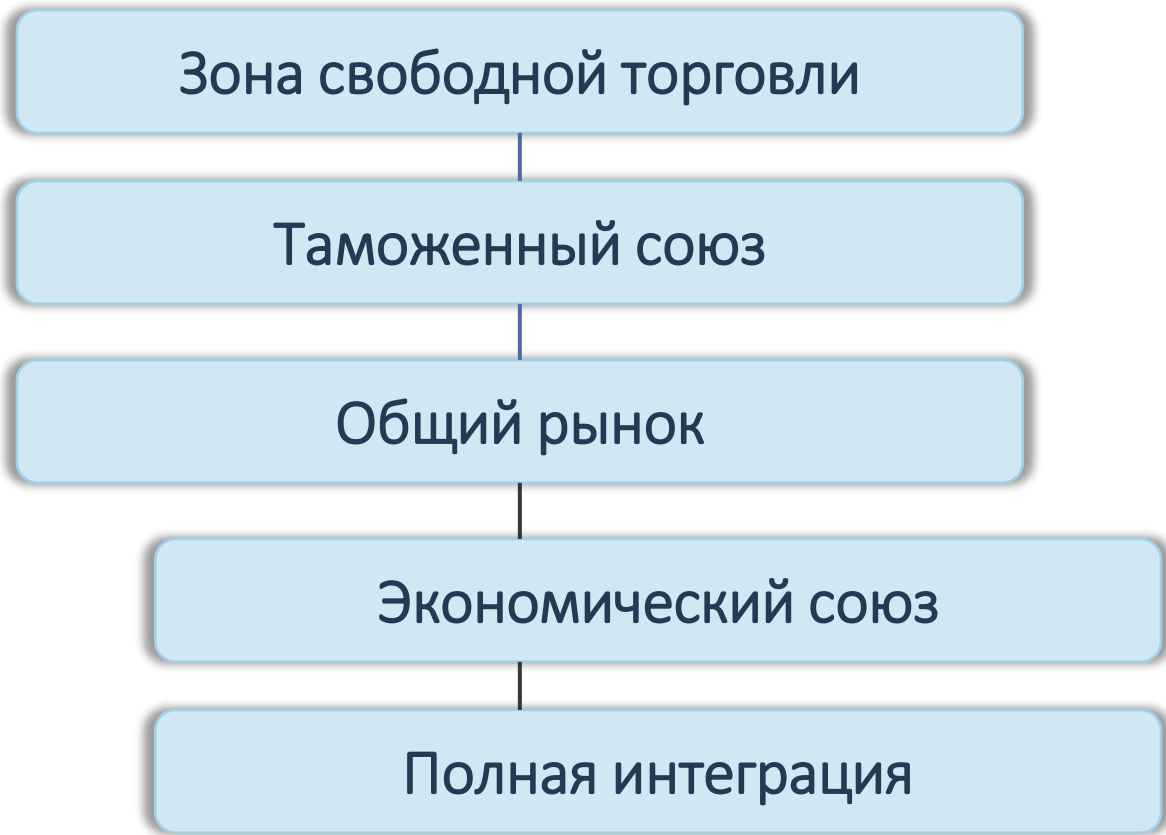 Зона свободной торговли
Таможенный союз
Общий рынок
Экономический союз
Полная интеграция